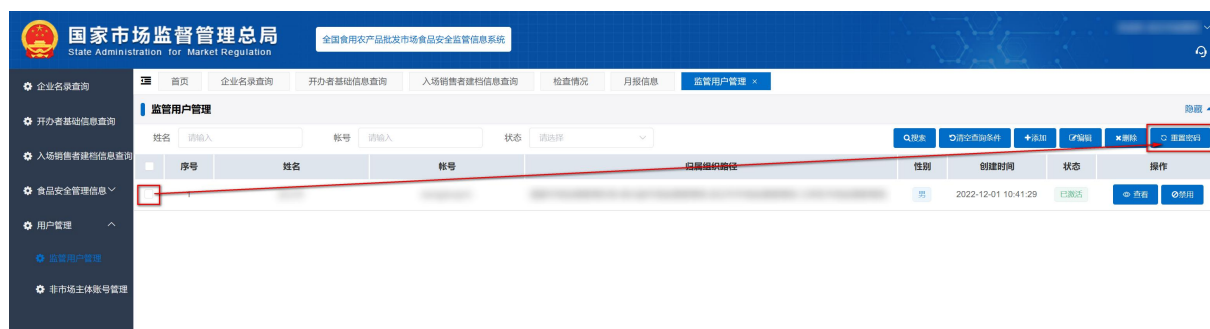 国家市场监督管理总局
State Administration for Market Regulation
全国食用农产品批发市场食品安全监管信息系统
企业名录查询
开办者基础信息查询
入场销售者建档信息查询
食品安全管理信息
用户管理
监管用户管理
非市场主体账号管理
首页 企业名录查询 开办者基础信息查询 入场销售者建档信息查询 检查情况 月报信息 监管用户管理 ×
监管用户管理 隐藏
姓名 请输入 帐号 请输入 状态 请选择 搜索 清空查询条件 +添加 编辑 ×删除 重置密码
序号 姓名 帐号 归属组织路径 性别 创建时间 状态 操作
1 男 2022-12-01 10:41:29 已激活 查看 禁用